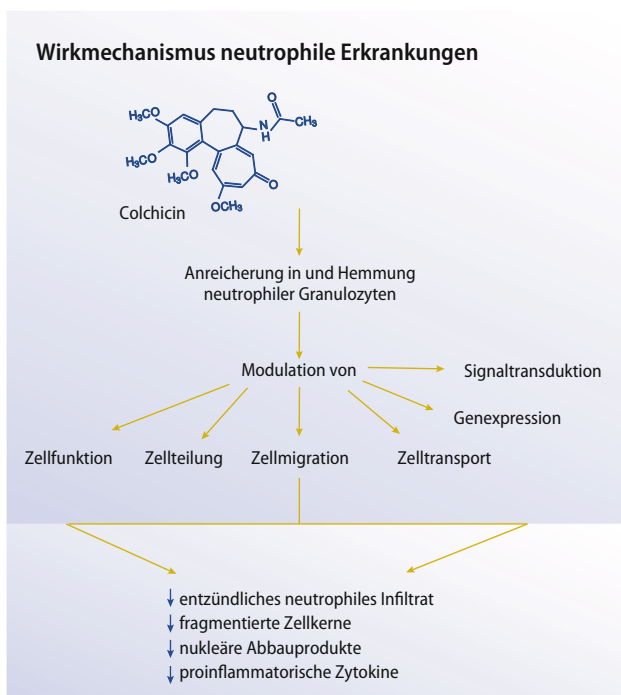 Wirkmechanismus neutrophile Erkrankungen
O
H₃CO
N
H
CH₃
H₃CO
H₃CO
O
OCH₃
Colchicin
Anreicherung in und Hemmung
neutrophiler Granulozyten
Modulation von
Signaltransduktion
Genexpression
Zellfunktion Zellteilung Zellmigration Zelltransport
↓ entzündliches neutrophiles Infiltrat
↓ fragmentierte Zellkerne
↓ nukleäre Abbauprodukte
↓ proinflammatorische Zytokine